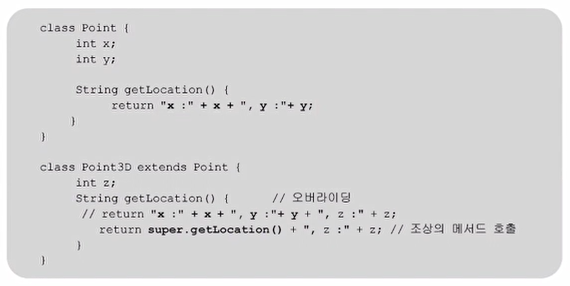 class Point {
int x;
int y;
String getLocation() {
return "x :" + x + ", y :"+ y;
}
}
class Point3D extends Point {
int z;
String getLocation() { // 오버라이딩
// return "x :" + x + ", y :"+ y + ", z :" + z;
return super.getLocation() + ", z :" + z; // 조상의 메서드 호출
}
}